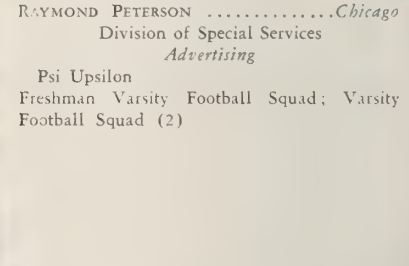 RAYMOND PETERSON ..............Chicago
Division of Special Services
Advertising
Psi Upsilon
Freshman Varsity Football Squad; Varsity
Football Squad (2)